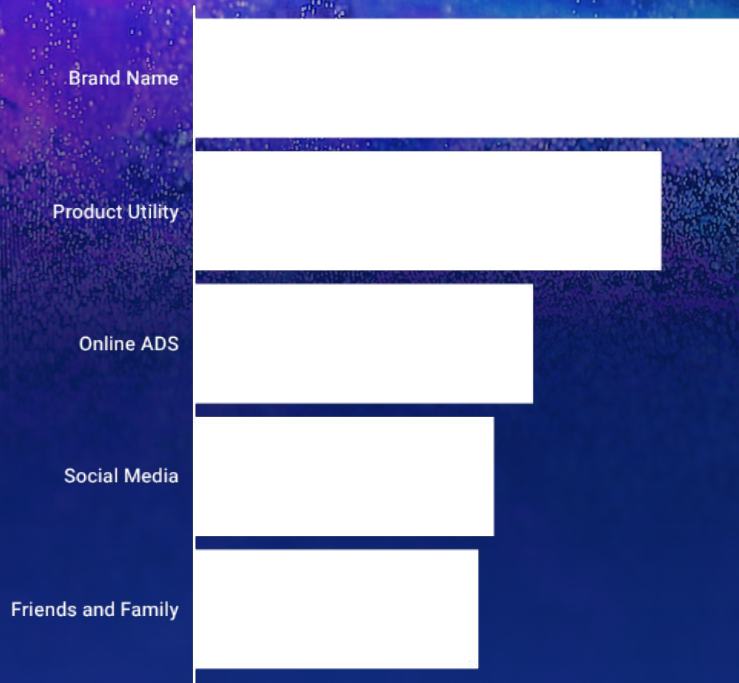 Brand Name
Product Utility
Online ADS
Social Media
Friends and Family